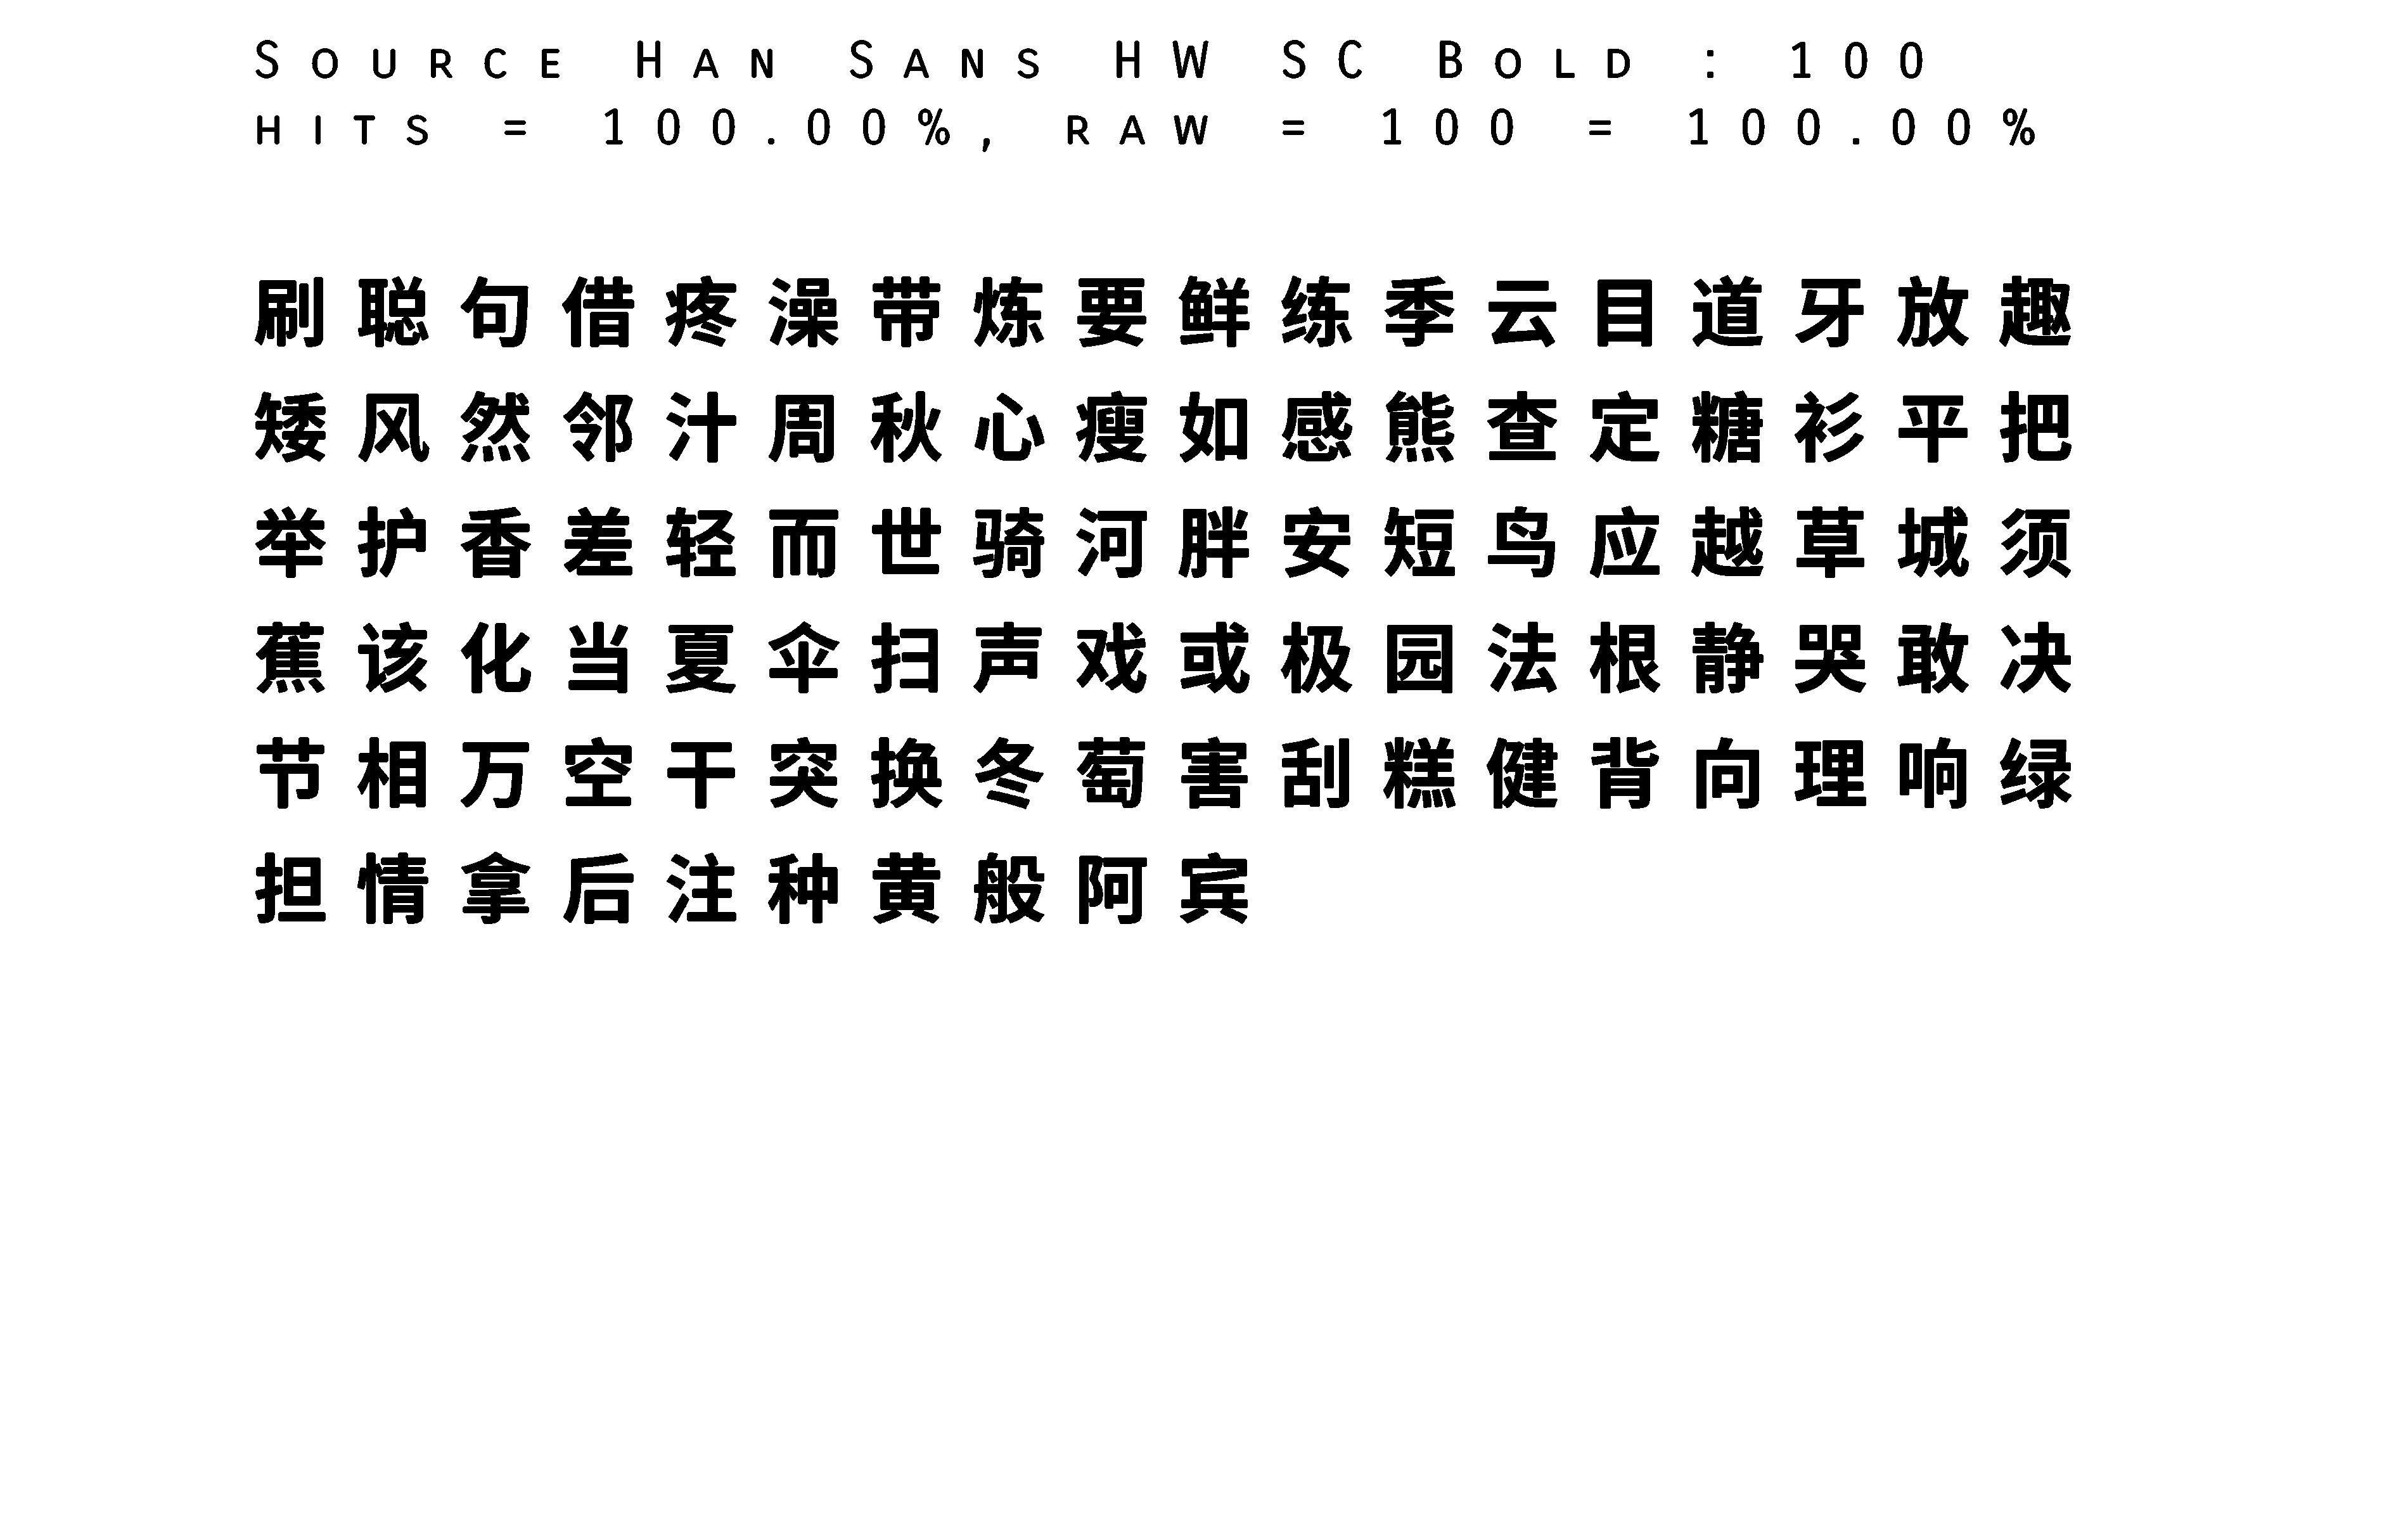 Source Han Sans HW SC Bold : 100
hits = 100.00%, raw = 100 = 100.00%
刷聪句借疼澡带炼要鲜练季云目道牙放趣
矮风然邻汁周秋心瘦如感熊查定糖衫平把
举护香差轻而世骑河胖安短鸟应越草城须
蕉该化当夏伞扫声戏或极园法根静哭敢决
节相万空干突换冬萄害刮糕健背向理响绿
担情拿后注种黄般阿宾